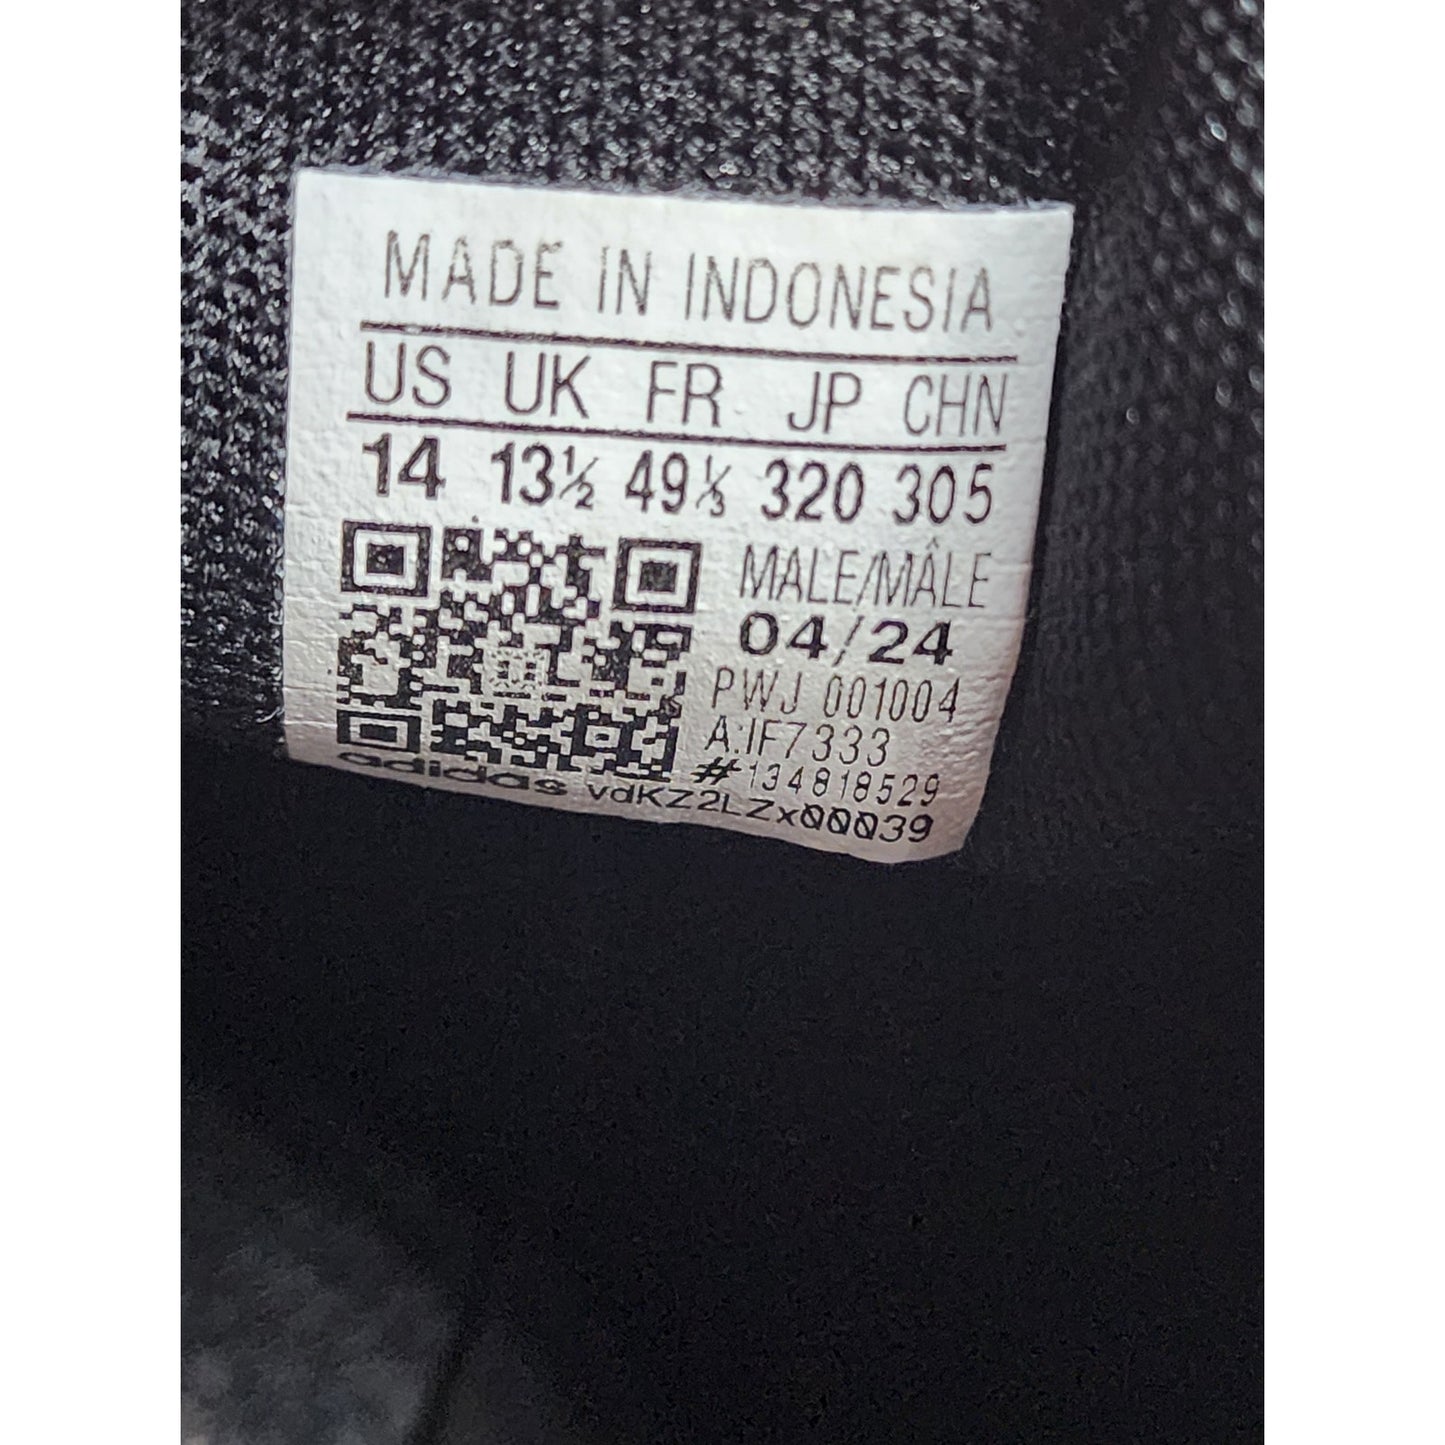 MADE IN INDONESIA
US UK FR JP CHN
14 13½ 49⅓ 320 305
MALE/MÂLE
04/24
PWJ 001004
A:IF7333
#134818529
adidas vdKZ2LZx00039